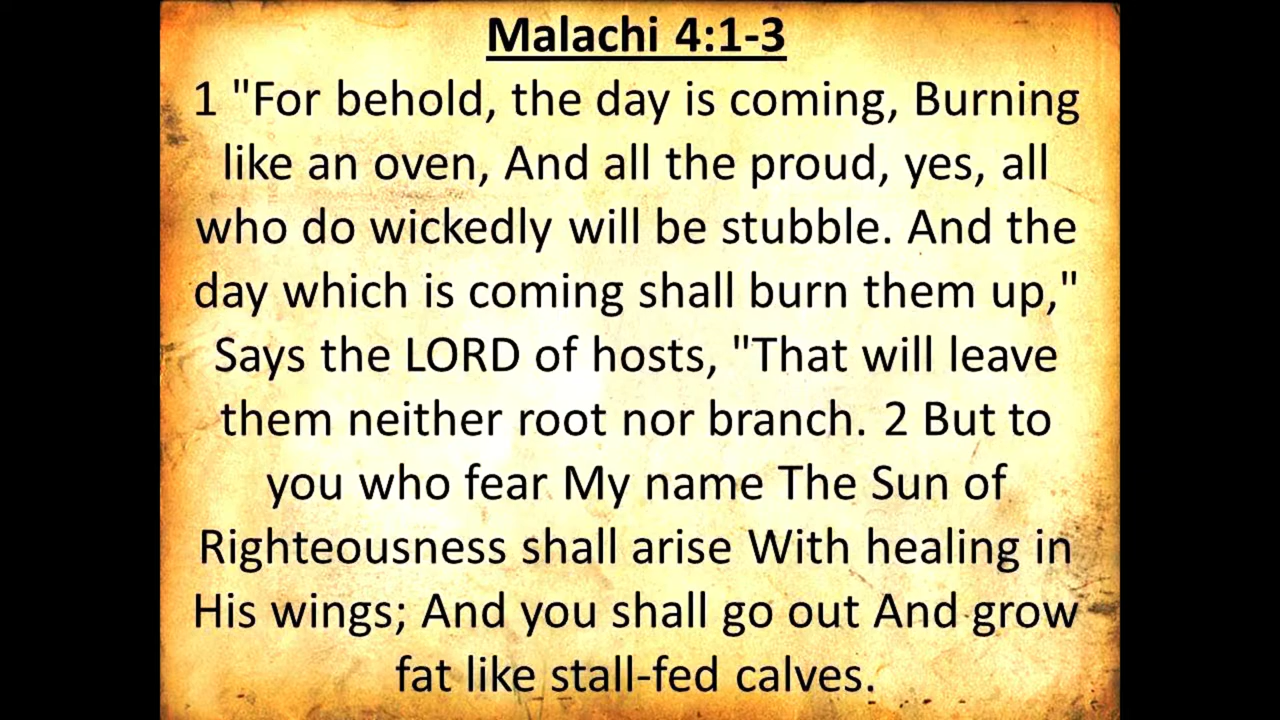 Malachi 4:1-3
1 "For behold, the day is coming, Burning
like an oven, And all the proud, yes, all
who do wickedly will be stubble. And the
day which is coming shall burn them up,"
Says the LORD of hosts, "That will leave
them neither root nor branch. 2 But to
you who fear My name The Sun of
Righteousness shall arise With healing in
His wings; And you shall go out And grow
fat like stall-fed calves.